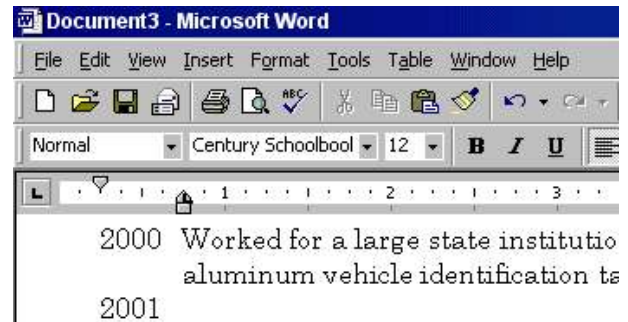 Document3 - Microsoft Word
File Edit View Insert Format Tools Table Window Help
ABC
Normal Century Schoolbool 12 B I U
L 1 2 3
2000 Worked for a large state institutio
aluminum vehicle identification ta
2001